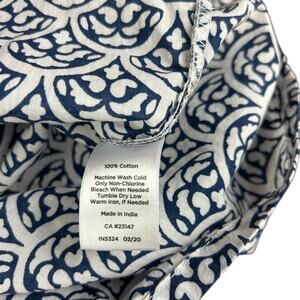 100% Cotton
Machine Wash Cold
Only Non-Chlorine
Bleach When Needed
Tumble Dry Low
Warm Iron, If Needed
Made in India
CA #23147
IN5324 02/20